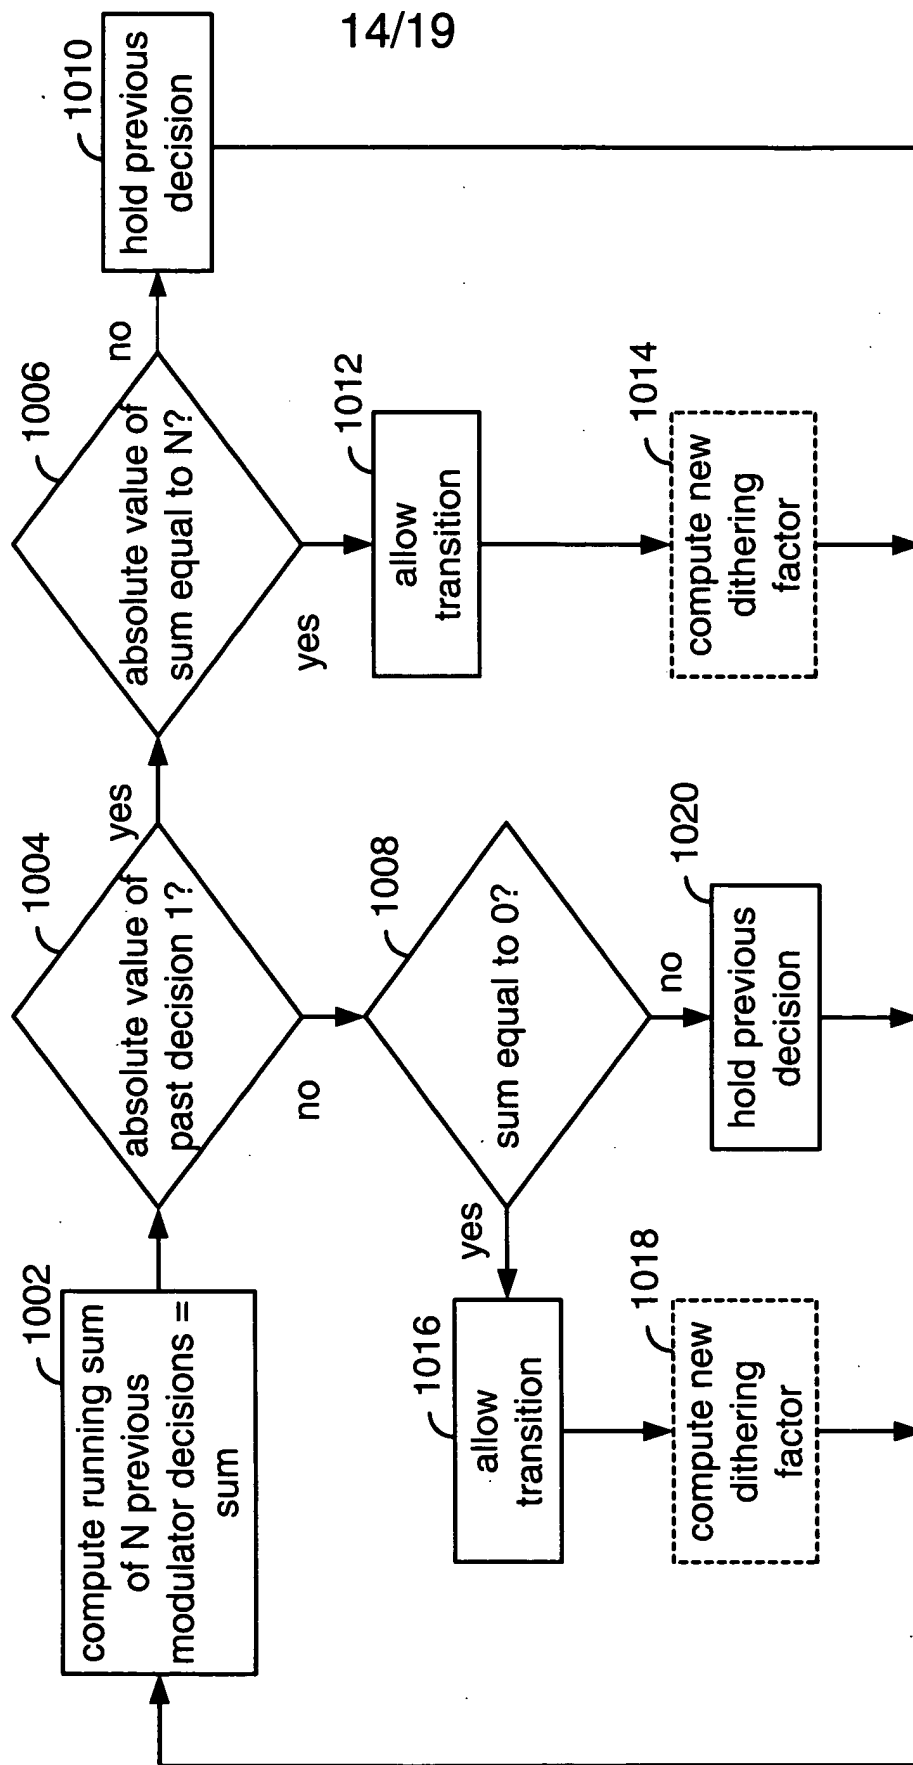 14/19
1002
compute running sum
of N previous
modulator decisions =
sum
1004
absolute value of
past decision 1?
yes
no
1006
absolute value of
sum equal to N?
no
yes
1010
hold previous
decision
1012
allow
transition
1014
compute new
dithering
factor
1008
sum equal to 0?
yes
no
1016
allow
transition
1018
compute new
dithering
factor
1020
hold previous
decision